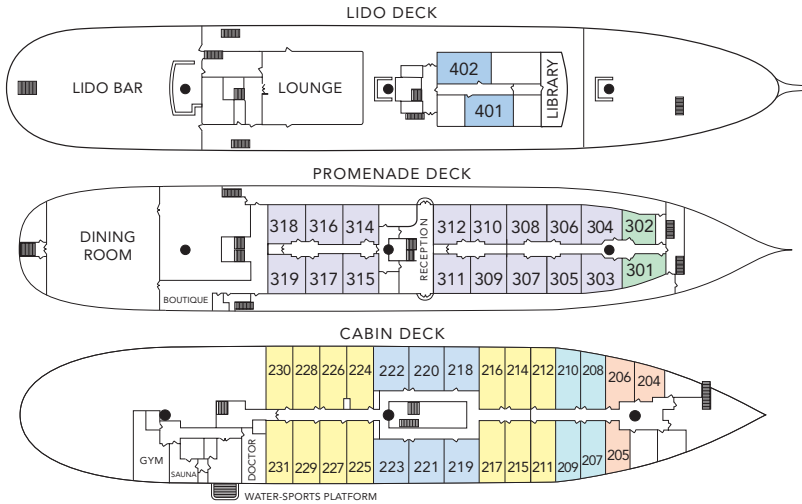 LIDO DECK
LIDO BAR
LOUNGE
402
401
LIBRARY
PROMENADE DECK
DINING
ROOM
BOUTIQUE
318 316 314
319 317 315
RECEPTION
312 310 308 306 304 302
311 309 307 305 303 301
CABIN DECK
230 228 226 224 222 220 218 216 214 212 210 208 206 204
GYM
SAUNA
DOCTOR
231 229 227 225 223 221 219 217 215 211 209 207 205
WATER-SPORTS PLATFORM